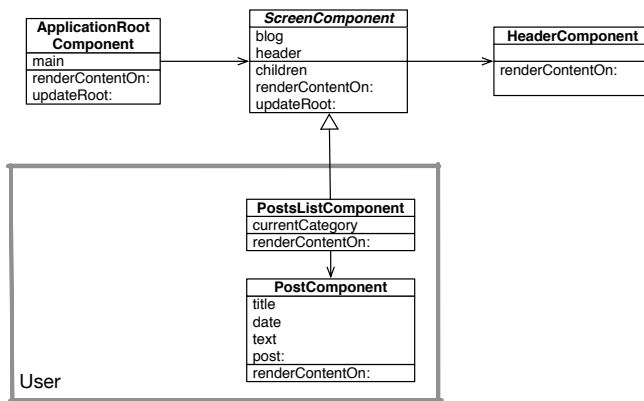 ApplicationRoot
Component
main
renderContentOn:
updateRoot:
ScreenComponent
blog
header
children
renderContentOn:
updateRoot:
HeaderComponent
renderContentOn:
PostsListComponent
currentCategory
renderContentOn:
PostComponent
title
date
text
post:
renderContentOn:
User